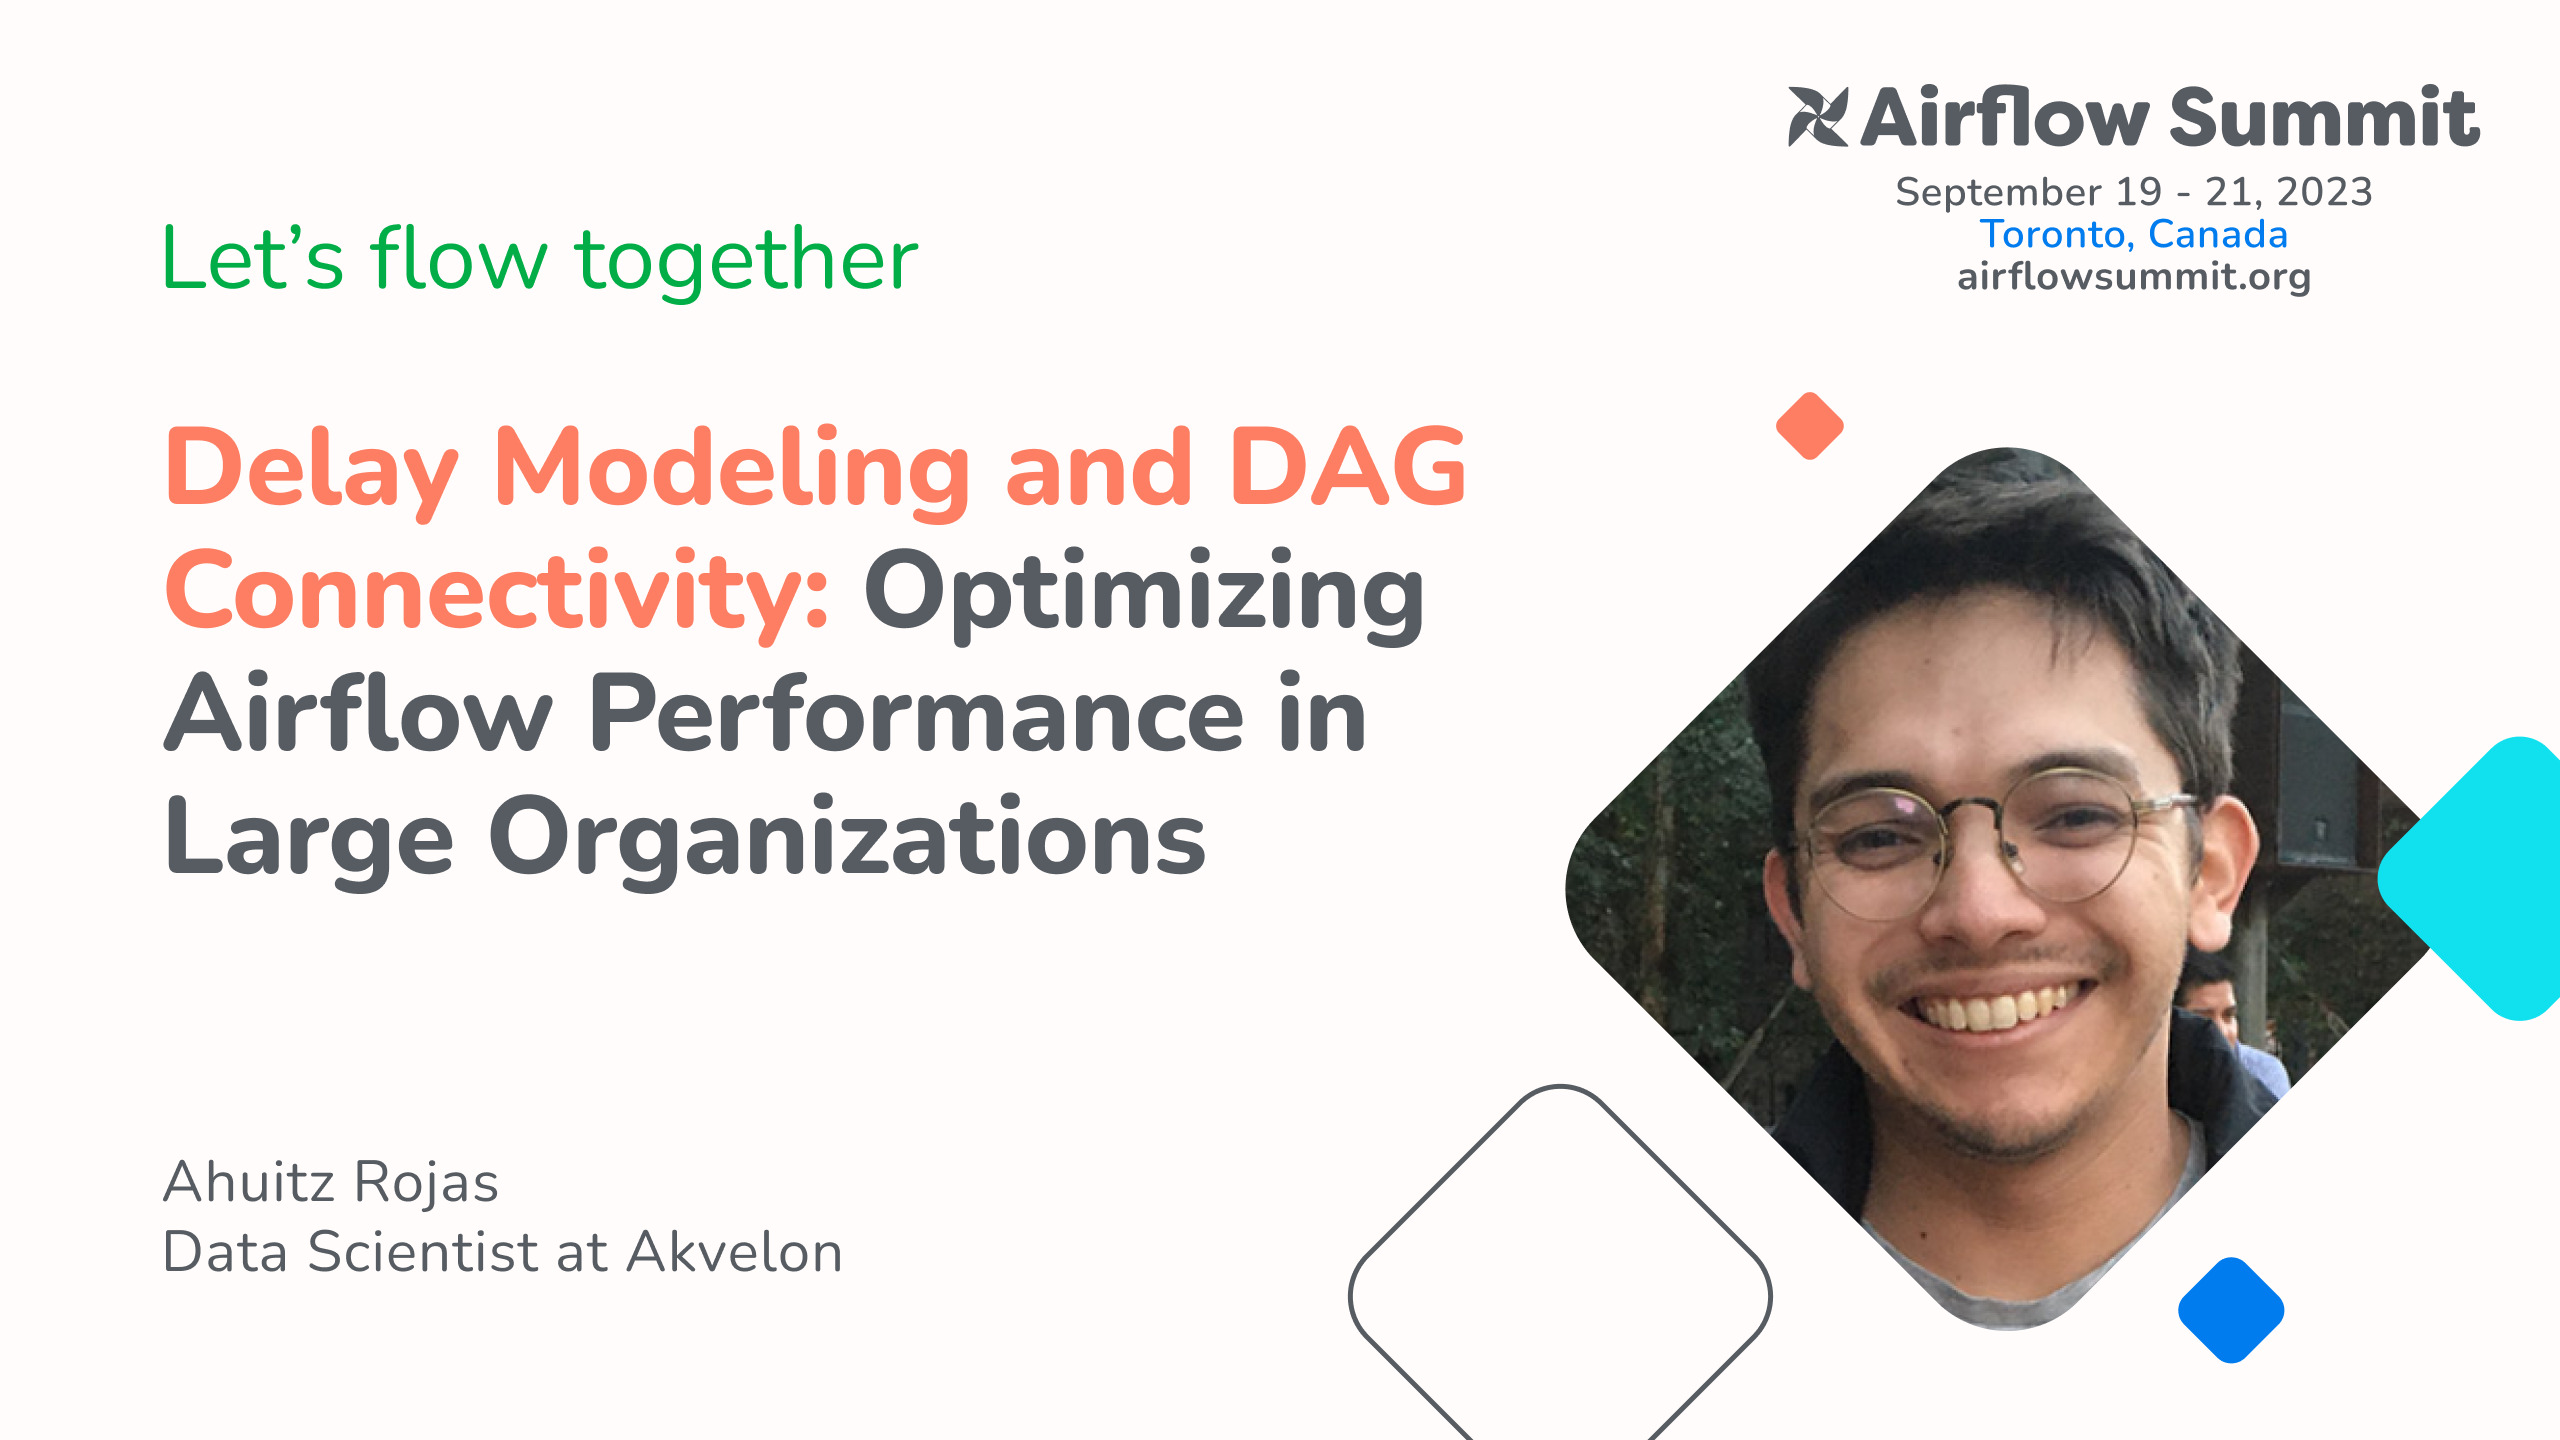 Airflow Summit
September 19 - 21, 2023
Toronto, Canada
airflowsummit.org
Let’s flow together
Delay Modeling and DAG
Connectivity: Optimizing
Airflow Performance in
Large Organizations
Ahuitz Rojas
Data Scientist at Akvelon